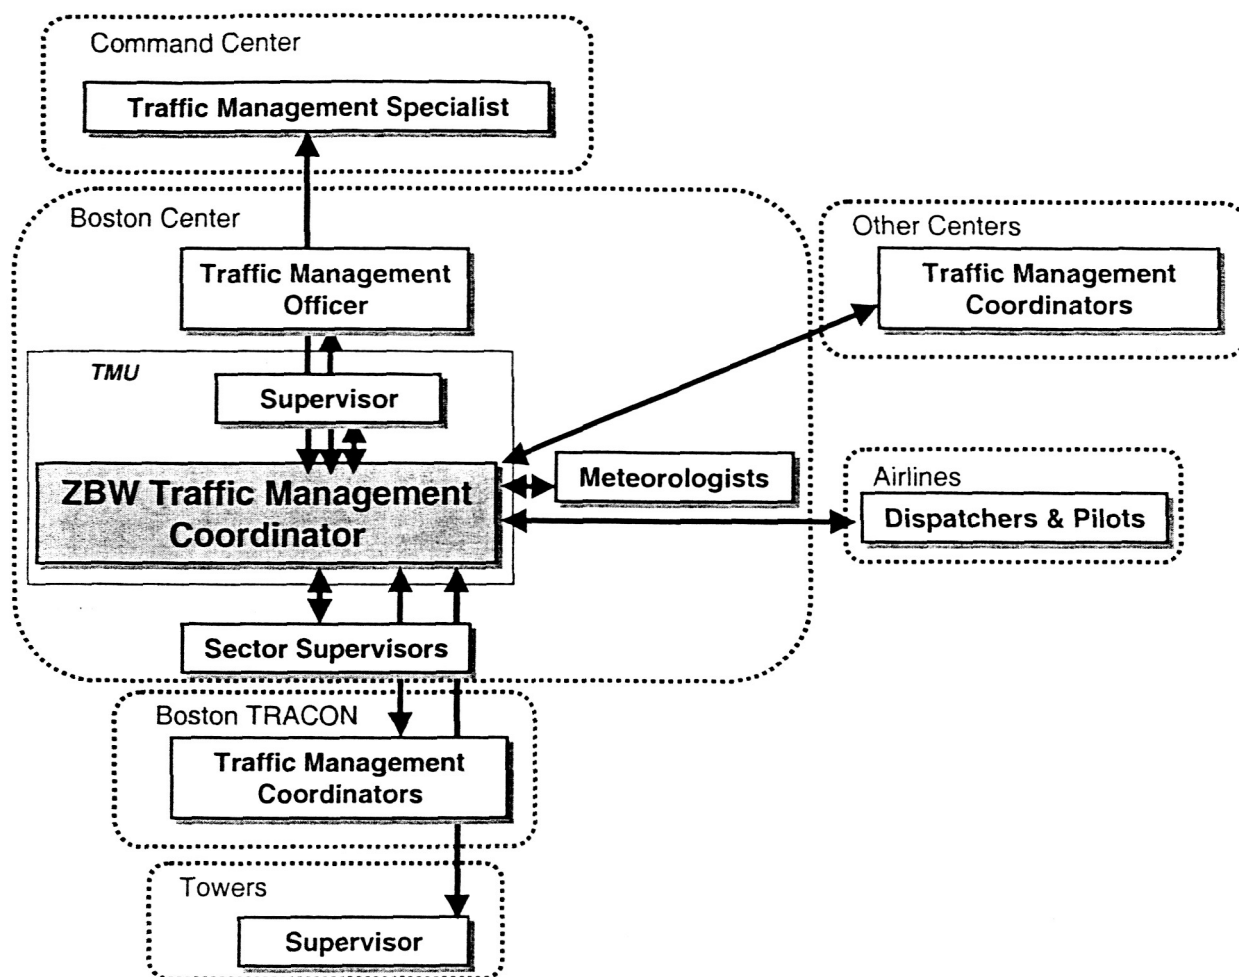 Command Center
Traffic Management Specialist
Boston Center
Traffic Management
Officer
Other Centers
Traffic Management
Coordinators
TMU
Supervisor
ZBW Traffic Management
Coordinator
Meteorologists
Airlines
Dispatchers & Pilots
Sector Supervisors
Boston TRACON
Traffic Management
Coordinators
Towers
Supervisor